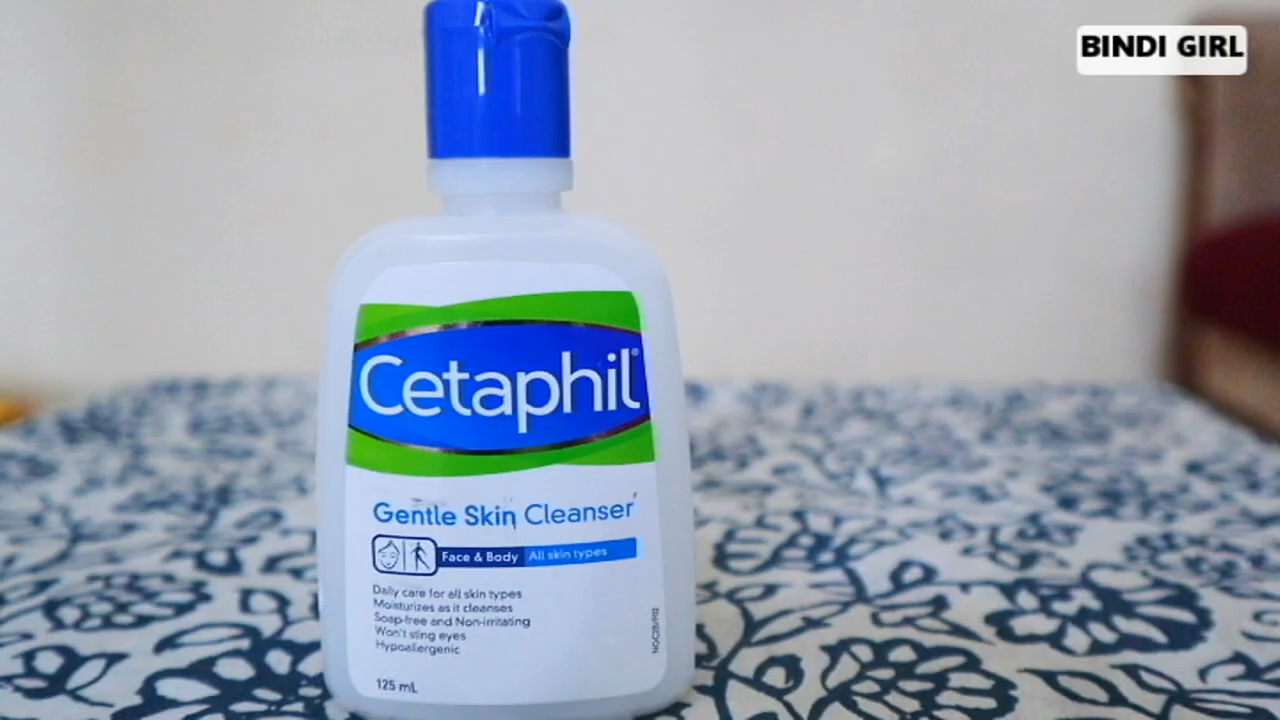 BINDI GIRL
Cetaphil®
Gentle Skin Cleanser
Face & Body All skin types
Daily care for all skin types
Moisturizes as it cleanses
Soap-free and Non-irritating
Won't sting eyes
Hypoallergenic
125 mL